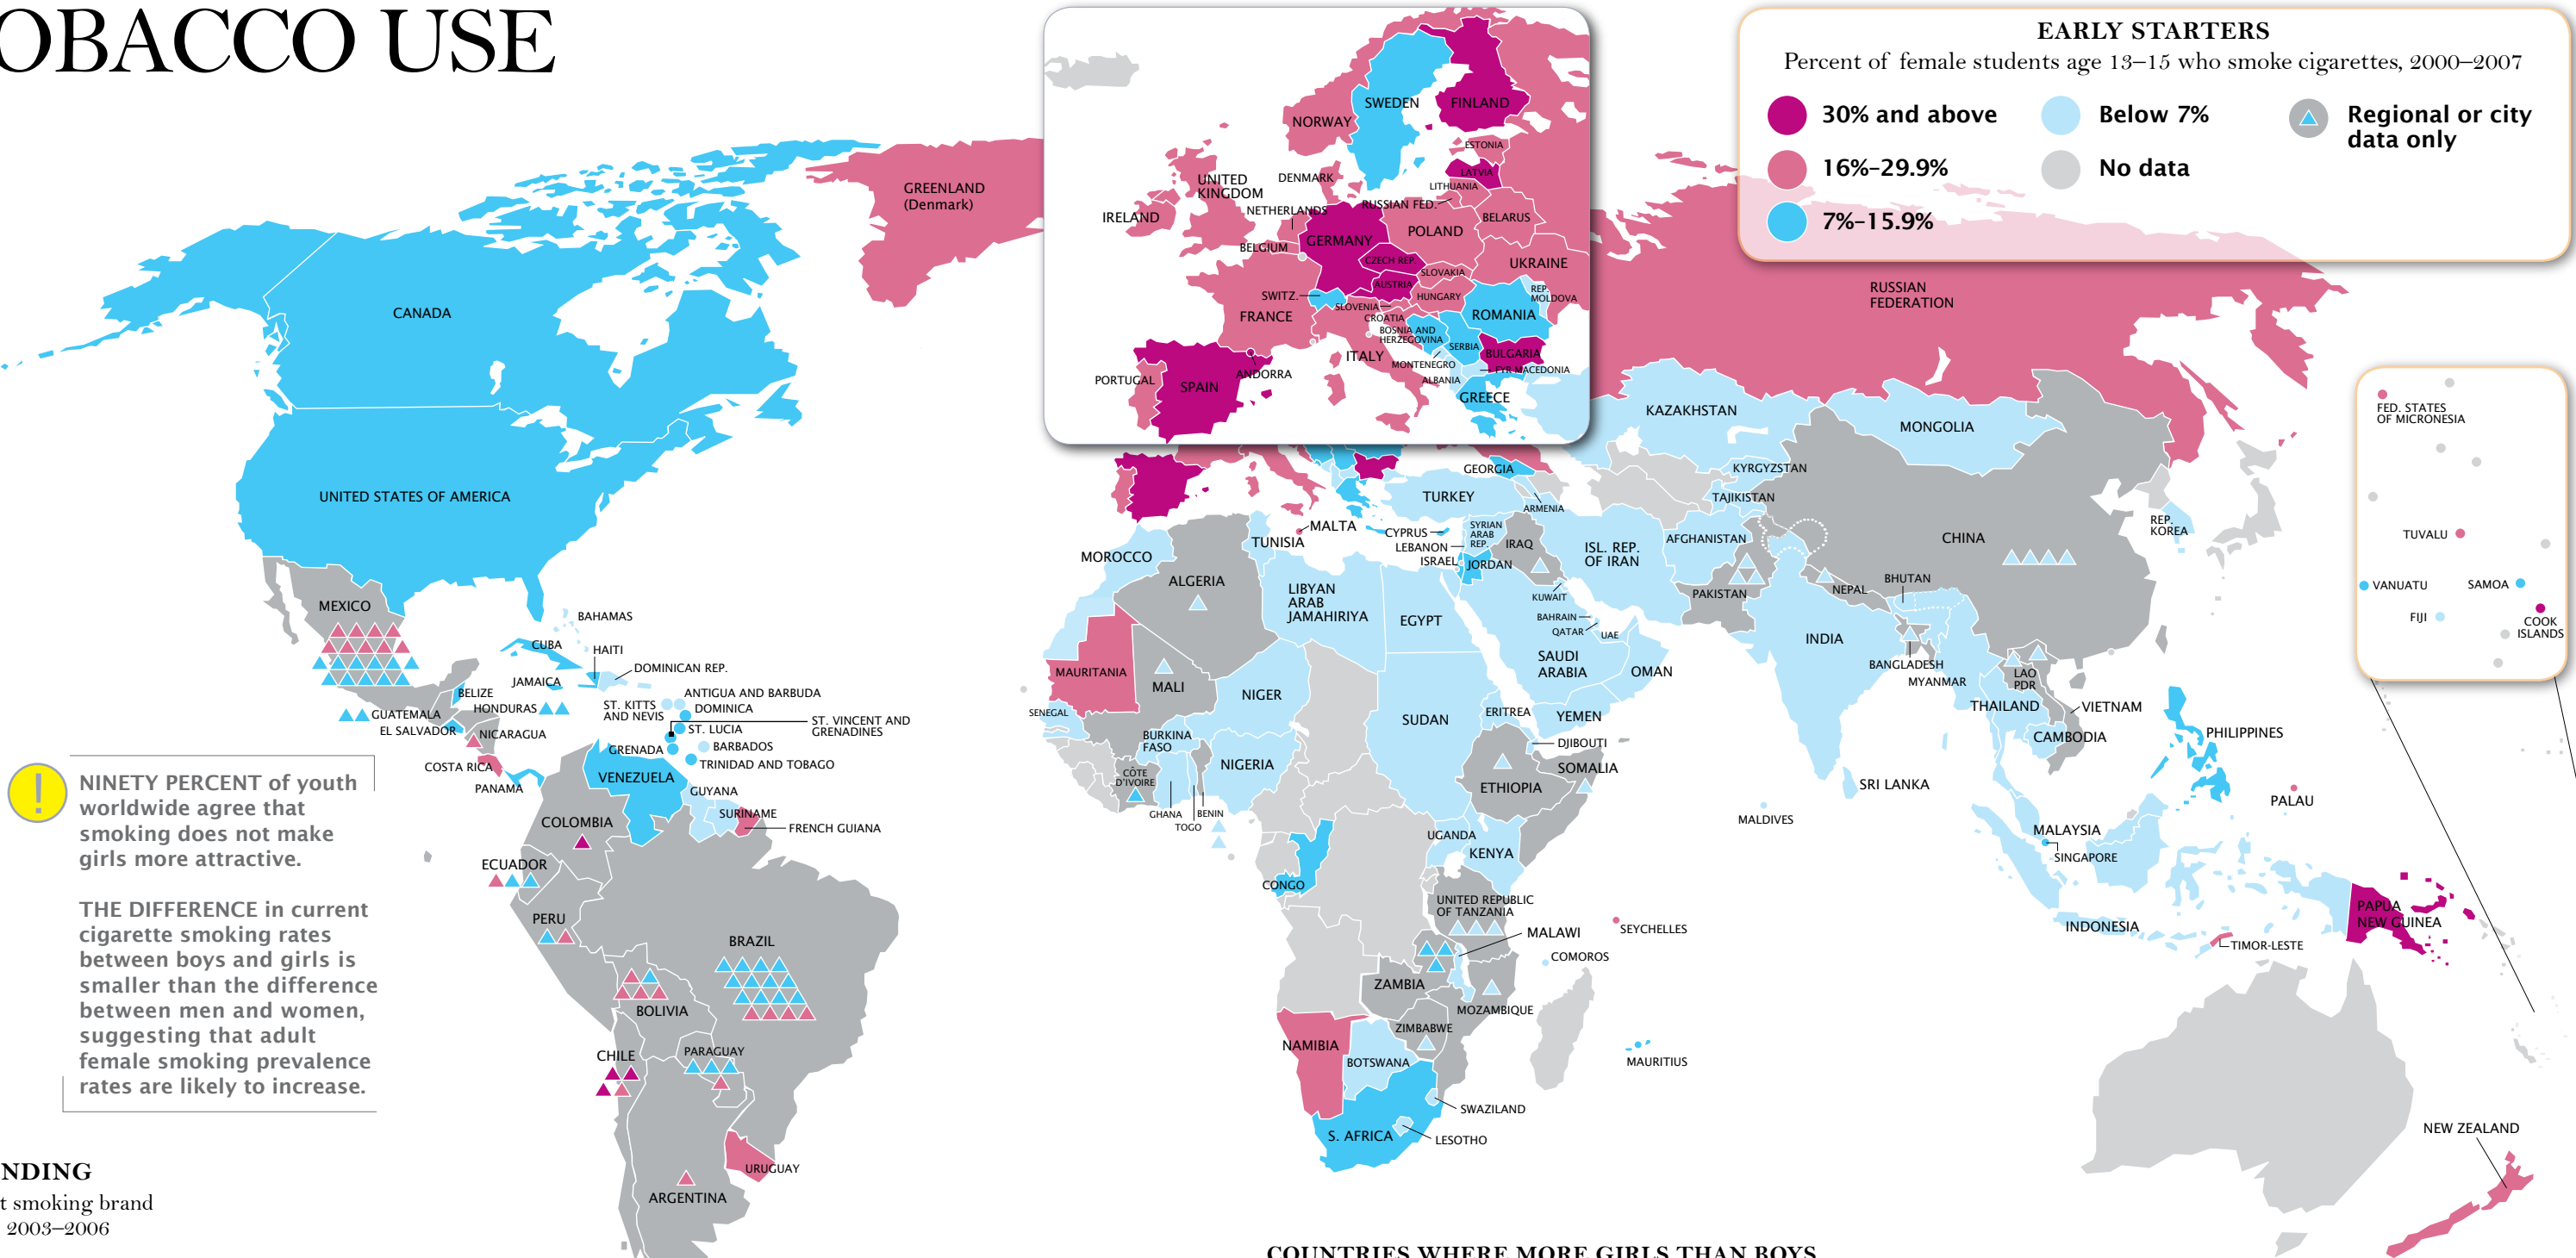 OBACCO USE
EARLY STARTERS
Percent of female students age 13–15 who smoke cigarettes, 2000–2007
30% and above
16%–29.9%
7%–15.9%
Below 7%
No data
Regional or city
data only
GREENLAND
(Denmark)
CANADA
UNITED STATES OF AMERICA
MEXICO
BAHAMAS
CUBA
HAITI
DOMINICAN REP.
JAMAICA
BELIZE
HONDURAS
GUATEMALA
EL SALVADOR
NICARAGUA
COSTA RICA
PANAMA
ST. KITTS
AND NEVIS
ANTIGUA AND BARBUDA
DOMINICA
ST. LUCIA
ST. VINCENT AND
GRENADINES
BARBADOS
GRENADA
TRINIDAD AND TOBAGO
VENEZUELA
GUYANA
SURINAME
FRENCH GUIANA
COLOMBIA
ECUADOR
PERU
BRAZIL
BOLIVIA
PARAGUAY
CHILE
URUGUAY
ARGENTINA
SWEDEN
FINLAND
NORWAY
ESTONIA
LATVIA
LITHUANIA
RUSSIAN FED.
DENMARK
UNITED
KINGDOM
IRELAND
NETHERLANDS
BELGIUM
GERMANY
POLAND
BELARUS
UKRAINE
CZECH REP.
SLOVAKIA
AUSTRIA
HUNGARY
REP.
MOLDOVA
SWITZ.
SLOVENIA
CROATIA
FRANCE
ROMANIA
BOSNIA AND
HERZEGOVINA
SERBIA
BULGARIA
ITALY
MONTENEGRO
FYR MACEDONIA
ALBANIA
GREECE
ANDORRA
PORTUGAL
SPAIN
RUSSIAN
FEDERATION
KAZAKHSTAN
MONGOLIA
GEORGIA
KYRGYZSTAN
TAJIKISTAN
TURKEY
ARMENIA
MALTA
CYPRUS
SYRIAN
ARAB
REP.
LEBANON
ISRAEL
JORDAN
IRAQ
ISL. REP.
OF IRAN
AFGHANISTAN
CHINA
REP.
KOREA
PAKISTAN
NEPAL
BHUTAN
KUWAIT
BAHRAIN
QATAR
UAE
SAUDI
ARABIA
OMAN
YEMEN
INDIA
BANGLADESH
MYANMAR
LAO
PDR
THAILAND
VIETNAM
CAMBODIA
PHILIPPINES
SRI LANKA
MALDIVES
MALAYSIA
SINGAPORE
PALAU
INDONESIA
TIMOR-LESTE
PAPUA
NEW GUINEA
NEW ZEALAND
MOROCCO
TUNISIA
ALGERIA
LIBYAN
ARAB
JAMAHIRIYA
EGYPT
MAURITANIA
MALI
NIGER
SUDAN
ERITREA
DJIBOUTI
SOMALIA
ETHIOPIA
SENEGAL
BURKINA
FASO
NIGERIA
CÔTE
D'IVOIRE
GHANA
TOGO
BENIN
CONGO
UGANDA
KENYA
UNITED REPUBLIC
OF TANZANIA
MALAWI
SEYCHELLES
COMOROS
ZAMBIA
MOZAMBIQUE
ZIMBABWE
NAMIBIA
BOTSWANA
MAURITIUS
SWAZILAND
LESOTHO
S. AFRICA
FED. STATES
OF MICRONESIA
TUVALU
VANUATU
SAMOA
FIJI
COOK
ISLANDS
!
NINETY PERCENT of youth
worldwide agree that
smoking does not make
girls more attractive.
THE DIFFERENCE in current
cigarette smoking rates
between boys and girls is
smaller than the difference
between men and women,
suggesting that adult
female smoking prevalence
rates are likely to increase.
NDING
t smoking brand
2003–2006
COUNTRIES WHERE MORE GIRLS THAN BOYS